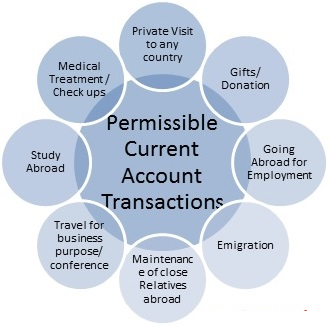 Private Visit
to any
country
Gifts/
Donation
Going
Abroad for
Employment
Emigration
Maintenanc
e of close
Relatives
abroad
Travel for
business
purpose/
conference
Study
Abroad
Medical
Treatment/
Check ups
Permissible
Current
Account
Transactions